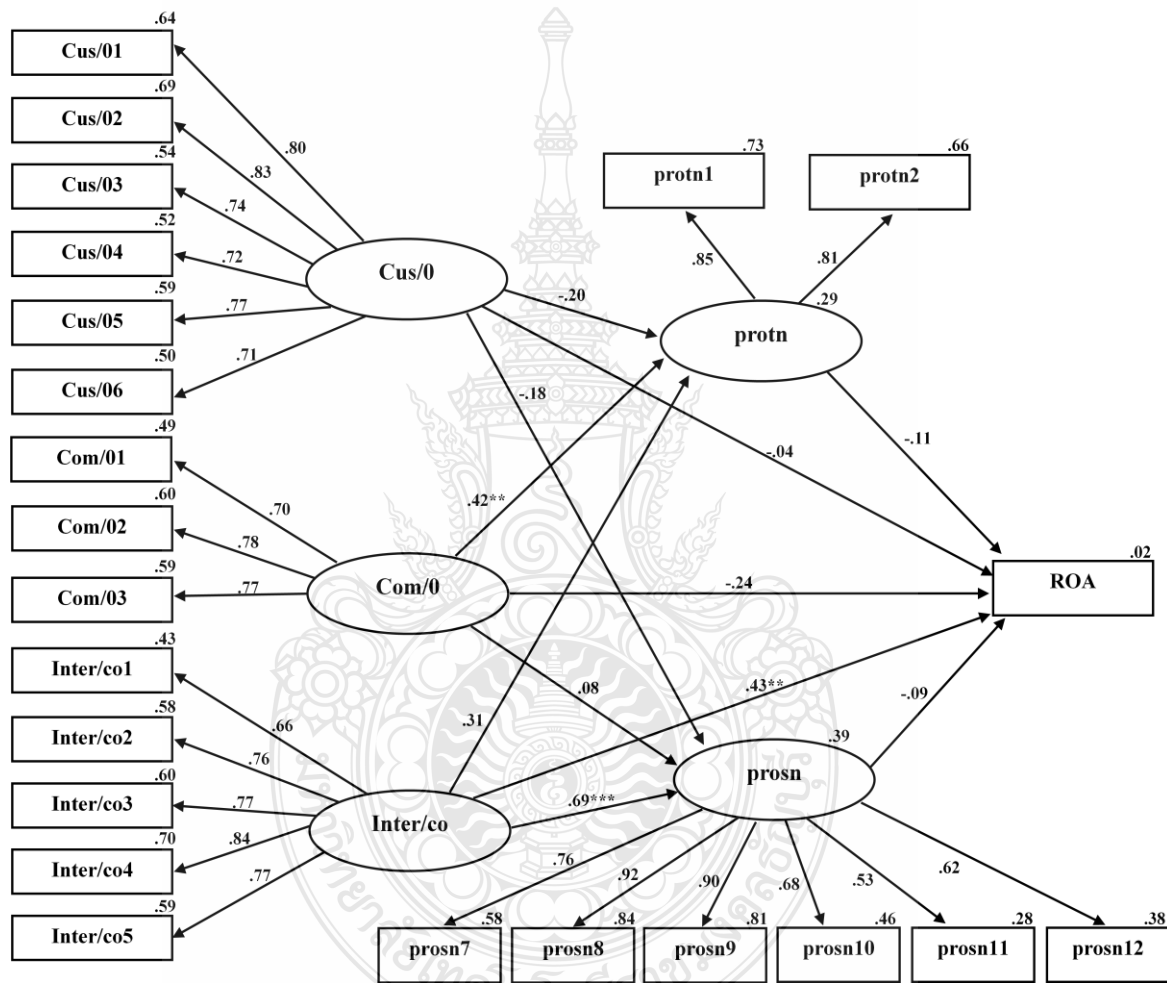 .64
Cus/01
.69
Cus/02
.54
Cus/03
.52
Cus/04
.59
Cus/05
.50
Cus/06
.49
Com/01
.60
Com/02
.59
Com/03
.43
Inter/co1
.58
Inter/co2
.60
Inter/co3
.70
Inter/co4
.59
Inter/co5
.80
.83
.74
.72
.77
.71
.70
.78
.77
.66
.76
.77
.84
.77
Cus/0
Com/0
Inter/co
-.20
-.18
-.04
.42**
-.24
.08
.31
.43**
.69***
.73
protn1
.66
protn2
.85
.81
.29
protn
-.11
.02
ROA
-.09
.39
prosn
.76
.92
.90
.68
.53
.62
.58
prosn7
.84
prosn8
.81
prosn9
.46
prosn10
.28
prosn11
.38
prosn12